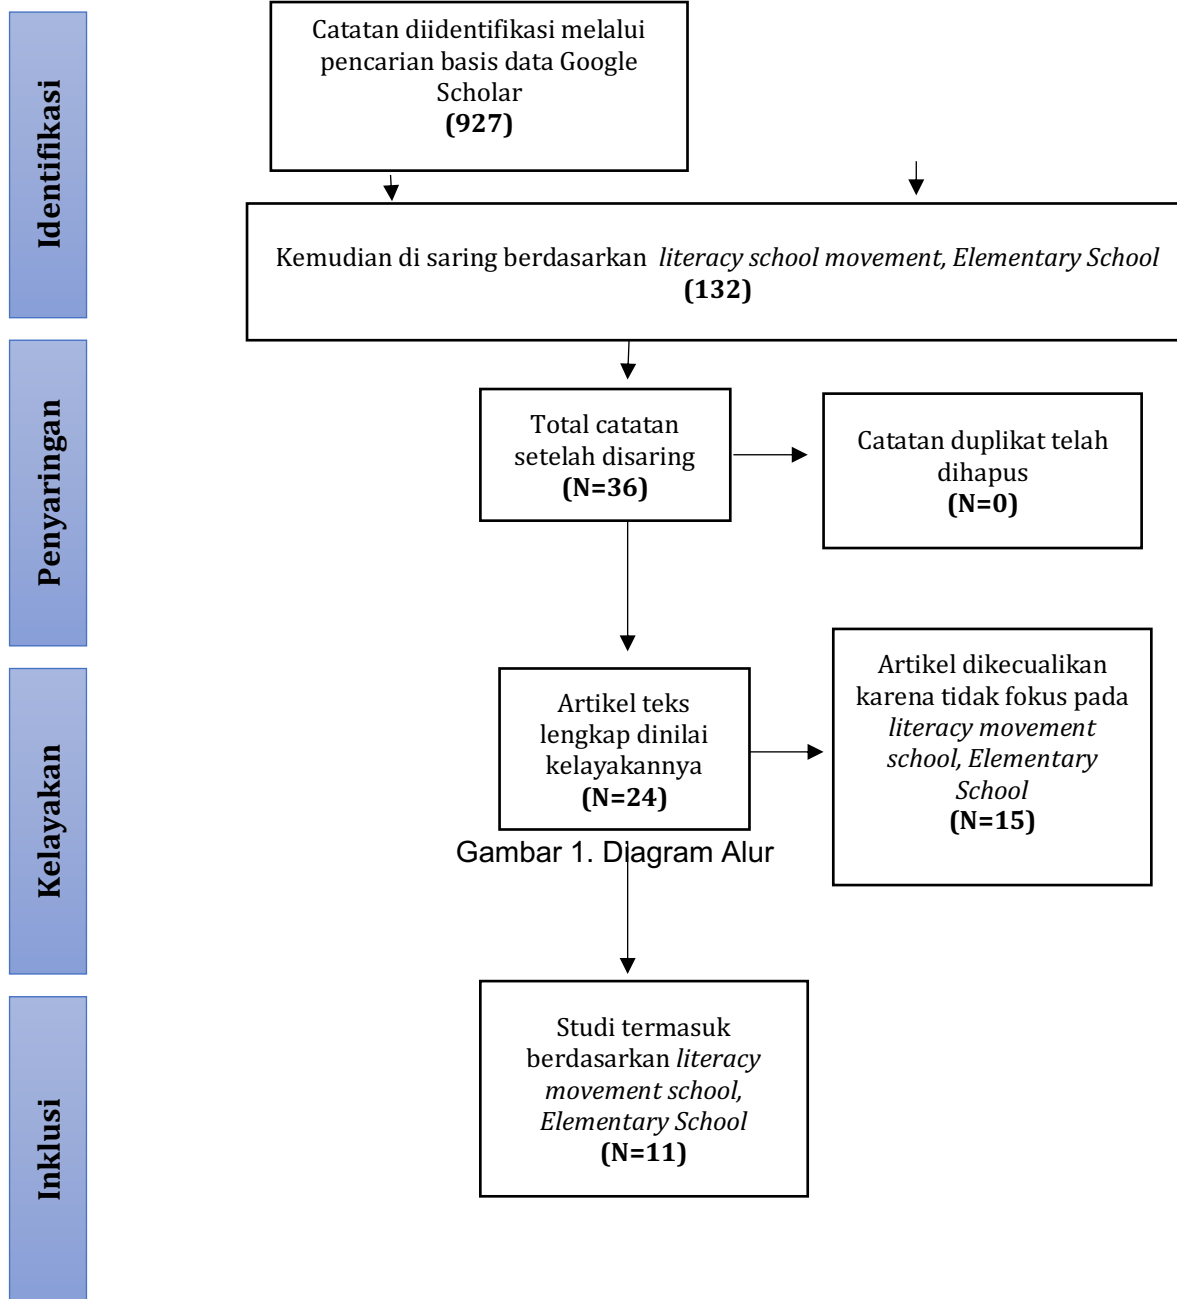 Identifikasi
Catatan diidentifikasi melalui
pencarian basis data Google
Scholar
(927)
Kemudian di saring berdasarkan literacy school movement, Elementary School
(132)
Penyaringan
Total catatan
setelah disaring
(N=36)
Catatan duplikat telah
dihapus
(N=0)
Kelayakan
Artikel teks
lengkap dinilai
kelayakannya
(N=24)
Artikel dikecualikan
karena tidak fokus pada
literacy movement
school, Elementary
School
(N=15)
Gambar 1. Diagram Alur
Inklusi
Studi termasuk
berdasarkan literacy
movement school,
Elementary School
(N=11)